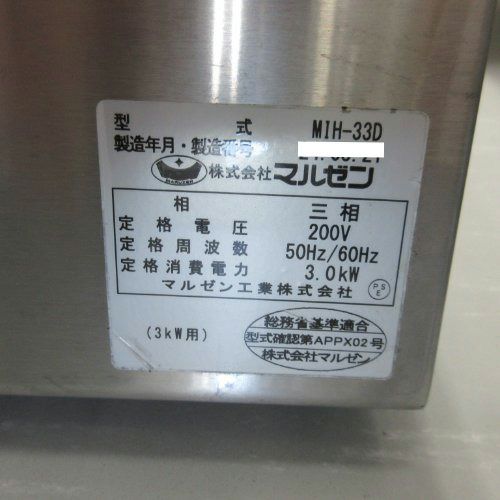 型式 MIH-33D
製造年月・製造番号
株式会社マルゼン
相 三相
定格電圧 200V
定格周波数 50Hz/60Hz
定格消費電力 3.0kW
マルゼン工業株式会社 PSE
(3kW用)
総務省基準適合
型式確認第APPX02号
株式会社マルゼン